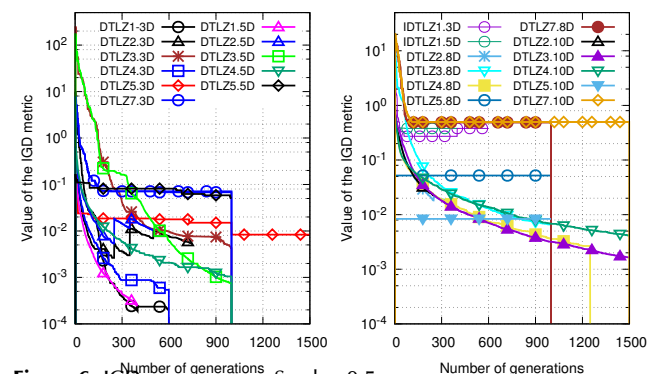 DTLZ1-3D
DTLZ2.3D
DTLZ3.3D
DTLZ4.3D
DTLZ5.3D
DTLZ7.3D
DTLZ1.5D
DTLZ2.5D
DTLZ3.5D
DTLZ4.5D
DTLZ5.5D
Value of the IGD metric
10^2
10^1
10^0
10^-1
10^-2
10^-3
10^-4
0 300 600 900 1200 1500
Number of generations
IDTLZ1.3D
IDTLZ1.5D
DTLZ2.8D
DTLZ3.8D
DTLZ4.8D
DTLZ5.8D
DTLZ7.8D
DTLZ2.10D
DTLZ3.10D
DTLZ4.10D
DTLZ5.10D
DTLZ7.10D
Value of the IGD metric
10^1
10^0
10^-1
10^-2
10^-3
10^-4
0 300 600 900 1200 1500
Number of generations